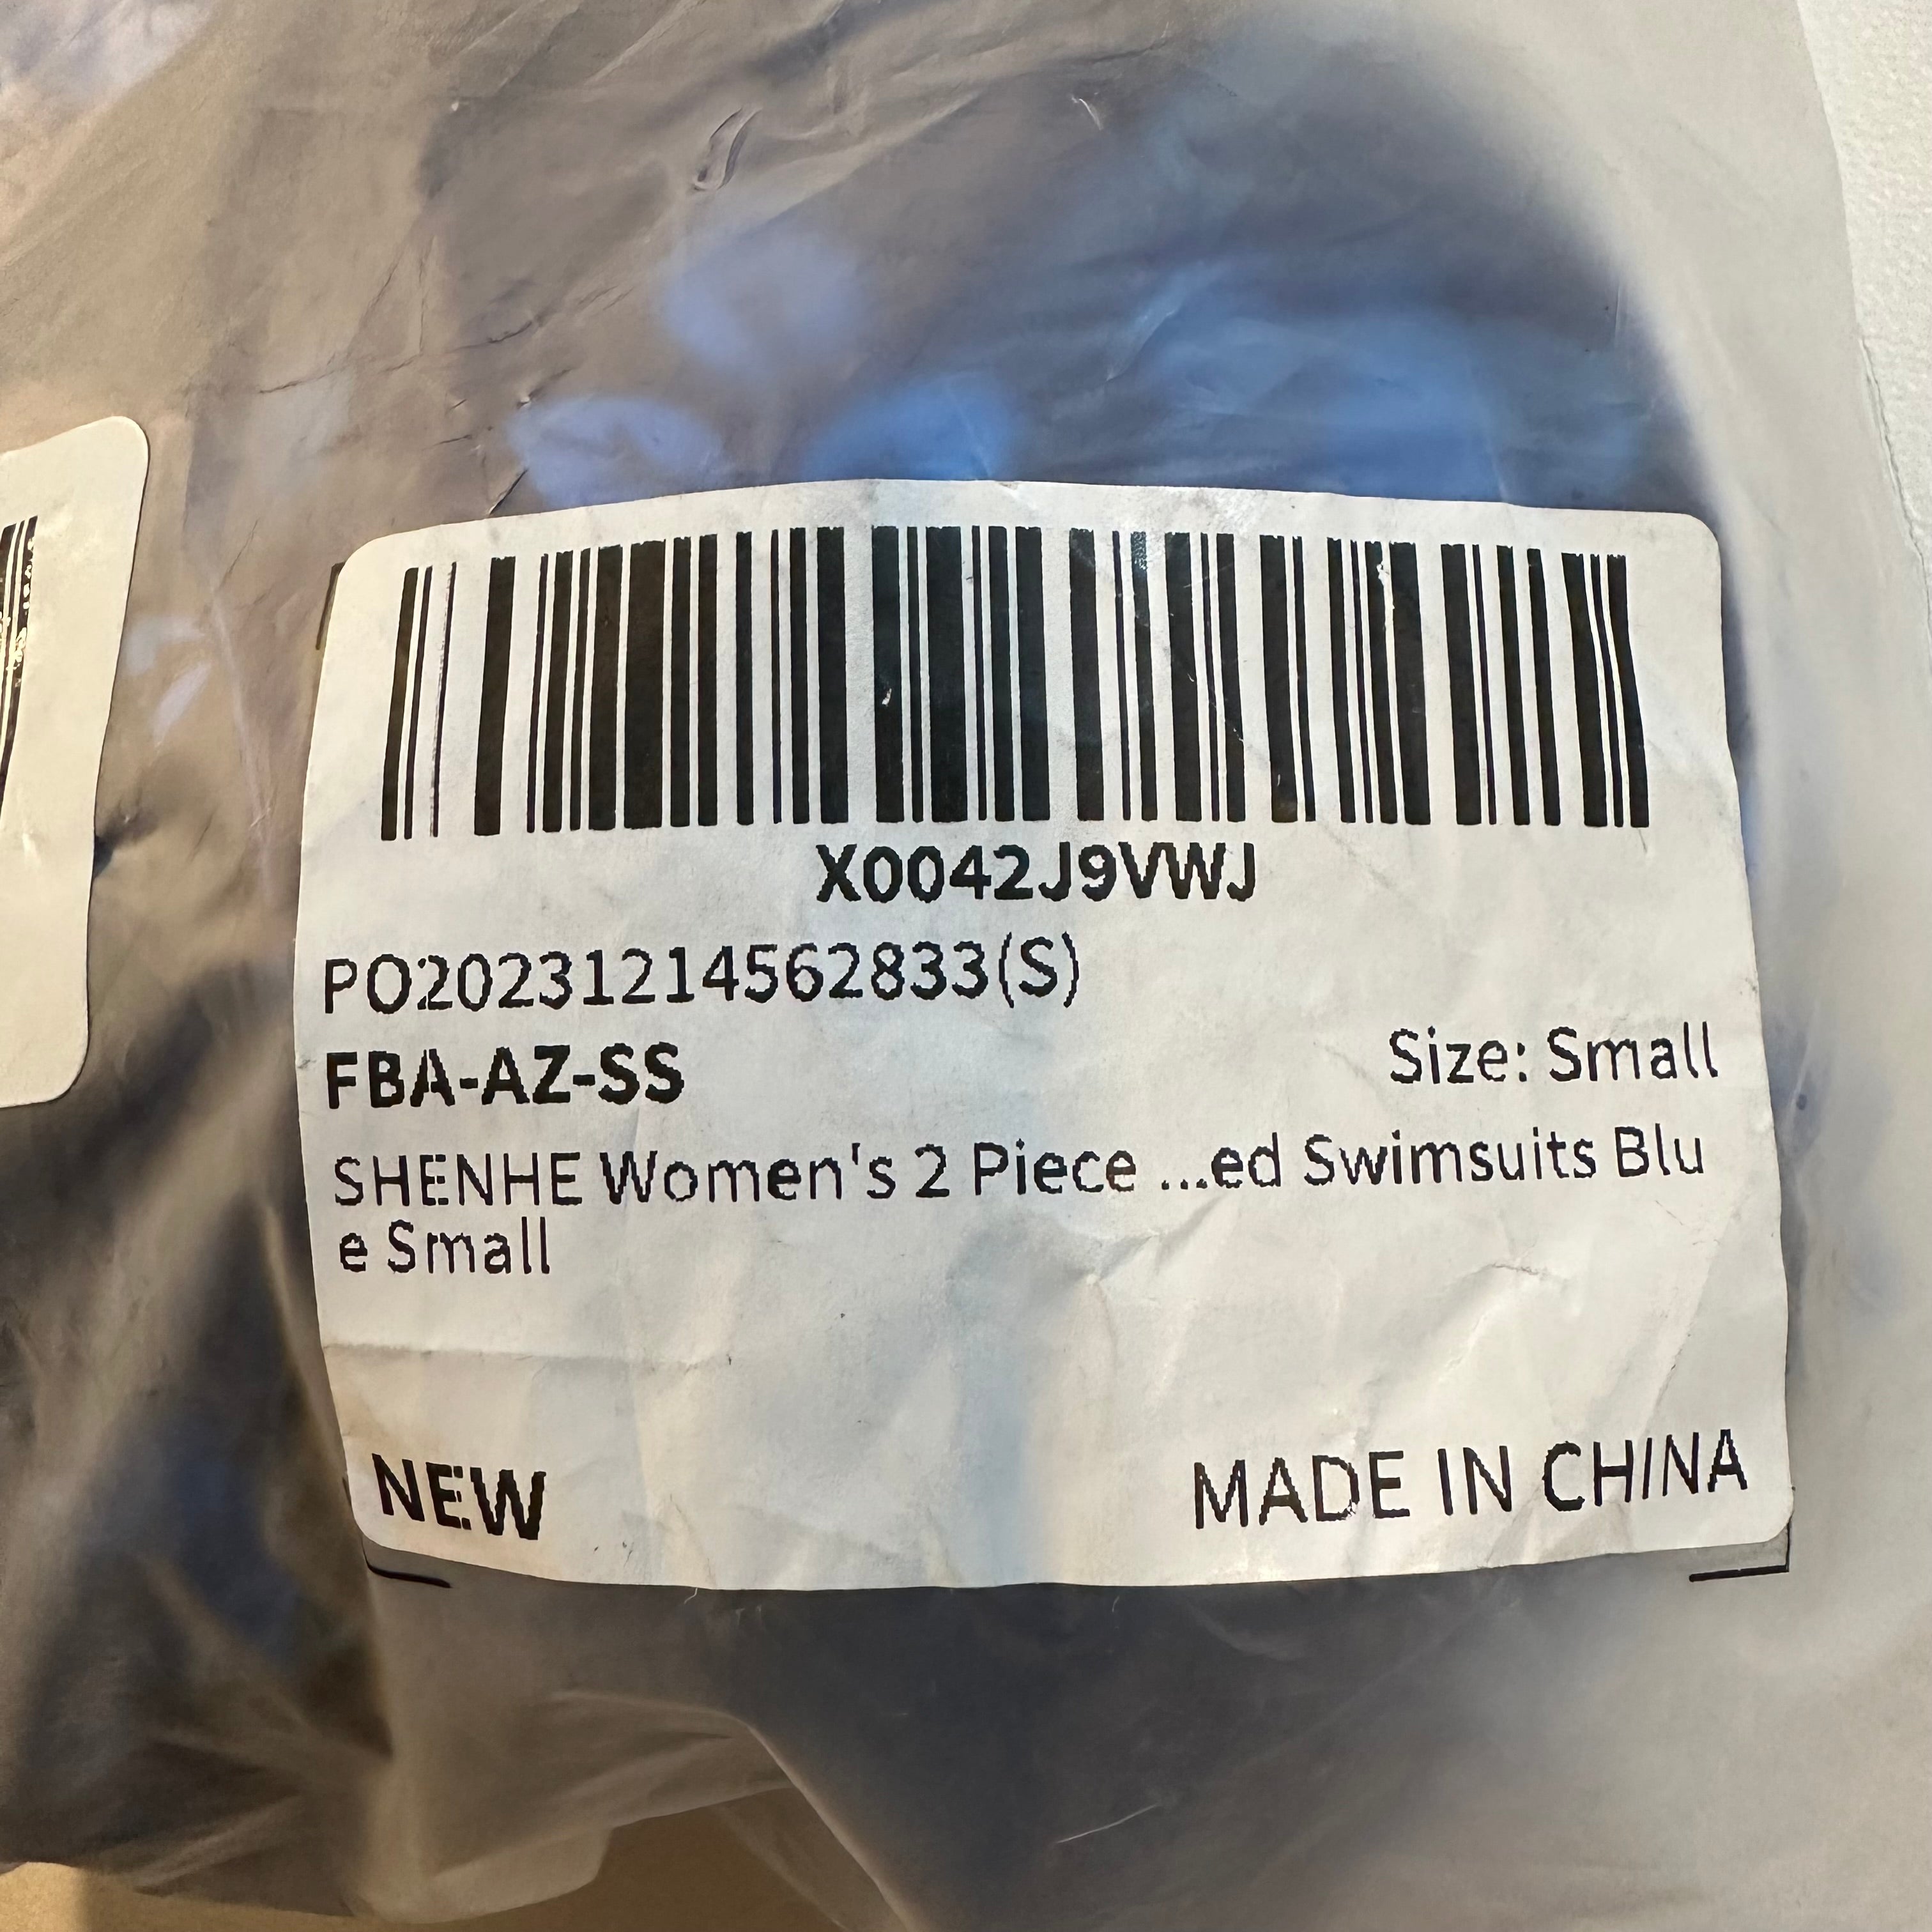 X0042J9VWJ
PO20231214562833(S)
FBA-AZ-SS
Size: Small
SHENHE Women's 2 Piece ...ed Swimsuits Blu
e Small
NEW
MADE IN CHINA